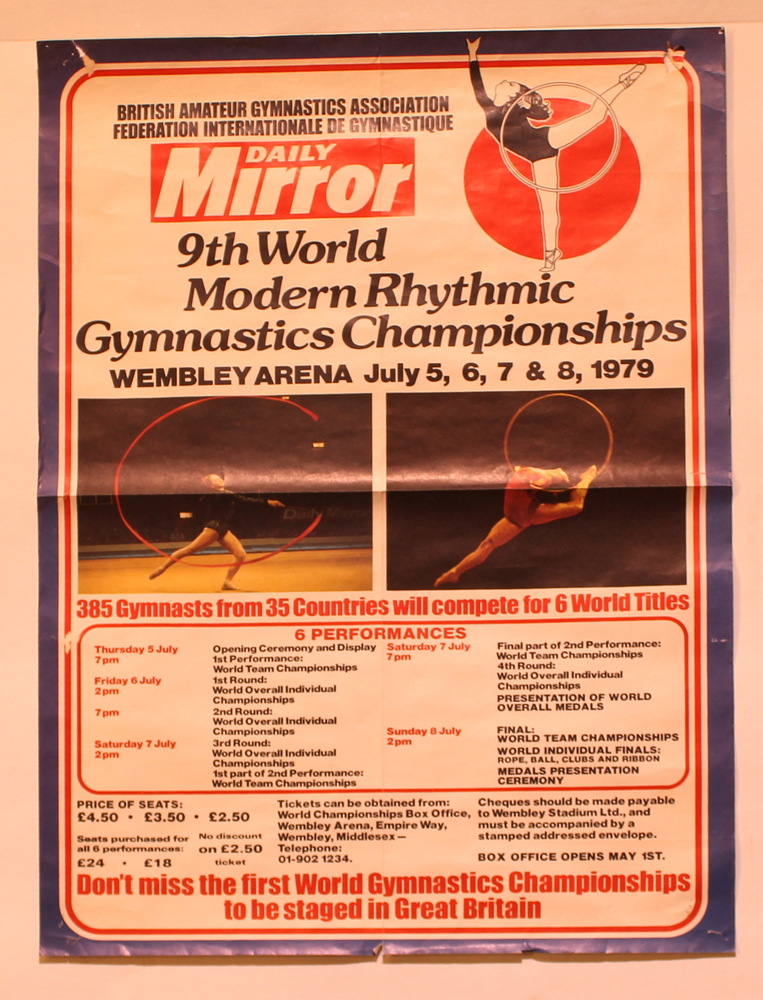 BRITISH AMATEUR GYMNASTICS ASSOCIATION
FEDERATION INTERNATIONALE DE GYMNASTIQUE
DAILY
Mirror
9th World
Modern Rhythmic
Gymnastics Championships
WEMBLEY ARENA July 5, 6, 7 & 8, 1979
Daily Mirror
385 Gymnasts from 35 Countries will compete for 6 World Titles
6 PERFORMANCES
Thursday 5 July
7pm
Opening Ceremony and Display
1st Performance:
World Team Championships
Friday 6 July
2pm
1st Round:
World Overall Individual
Championships
7pm
2nd Round:
World Overall Individual
Championships
Saturday 7 July
2pm
3rd Round:
World Overall Individual
Championships
1st part of 2nd Performance:
World Team Championships
Saturday 7 July
7pm
Final part of 2nd Performance:
World Team Championships
4th Round:
World Overall Individual
Championships
PRESENTATION OF WORLD
OVERALL MEDALS
Sunday 8 July
2pm
FINAL:
WORLD TEAM CHAMPIONSHIPS
WORLD INDIVIDUAL FINALS:
ROPE, BALL, CLUBS AND RIBBON
MEDALS PRESENTATION
CEREMONY
PRICE OF SEATS:
£4.50 • £3.50 • £2.50
Seats purchased for
all 6 performances:
£24 • £18
No discount
on £2.50
ticket
Tickets can be obtained from:
World Championships Box Office,
Wembley Arena, Empire Way,
Wembley, Middlesex —
Telephone:
01-902 1234.
Cheques should be made payable
to Wembley Stadium Ltd., and
must be accompanied by a
stamped addressed envelope.
BOX OFFICE OPENS MAY 1ST.
Don't miss the first World Gymnastics Championships
to be staged in Great Britain